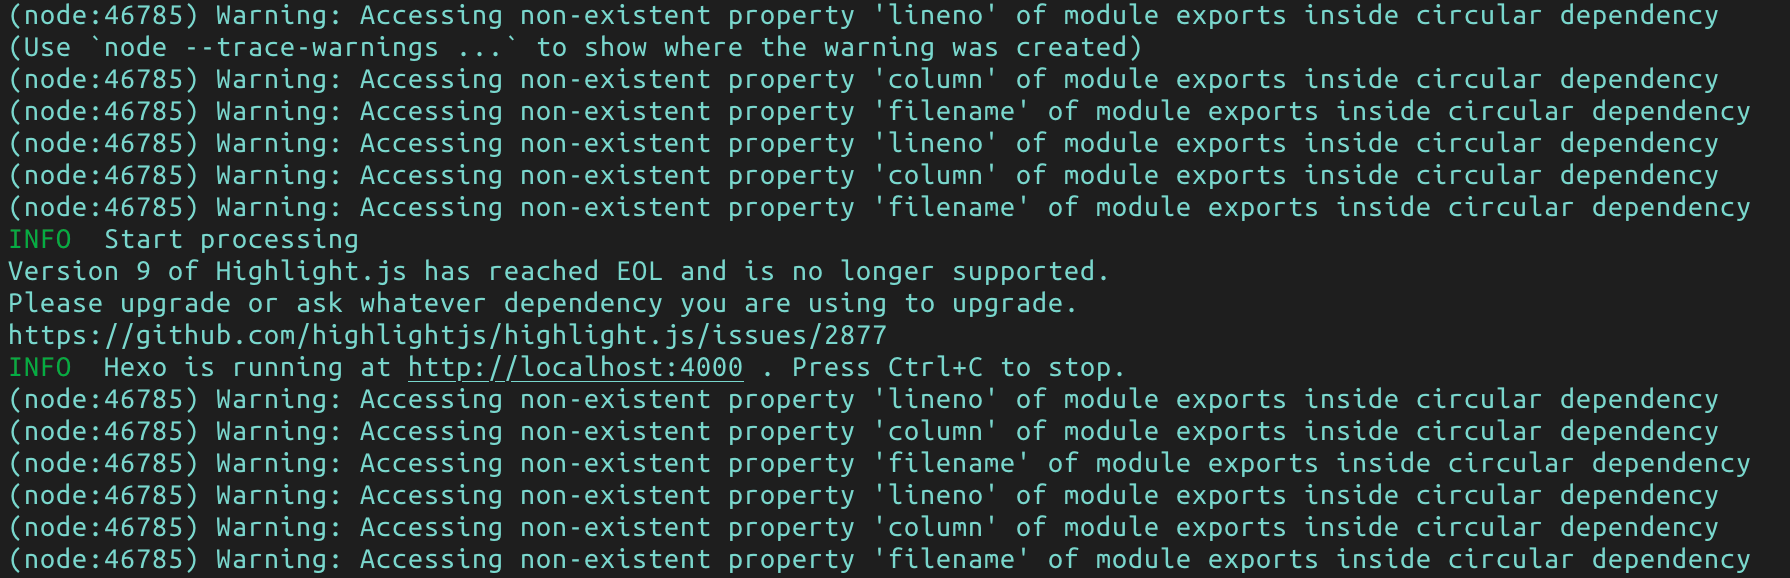 (node:46785) Warning: Accessing non-existent property 'lineno' of module exports inside circular dependency
(Use `node --trace-warnings ...` to show where the warning was created)
(node:46785) Warning: Accessing non-existent property 'column' of module exports inside circular dependency
(node:46785) Warning: Accessing non-existent property 'filename' of module exports inside circular dependency
(node:46785) Warning: Accessing non-existent property 'lineno' of module exports inside circular dependency
(node:46785) Warning: Accessing non-existent property 'column' of module exports inside circular dependency
(node:46785) Warning: Accessing non-existent property 'filename' of module exports inside circular dependency
INFO  Start processing
Version 9 of Highlight.js has reached EOL and is no longer supported.
Please upgrade or ask whatever dependency you are using to upgrade.
https://github.com/highlightjs/highlight.js/issues/2877
INFO  Hexo is running at http://localhost:4000 . Press Ctrl+C to stop.
(node:46785) Warning: Accessing non-existent property 'lineno' of module exports inside circular dependency
(node:46785) Warning: Accessing non-existent property 'column' of module exports inside circular dependency
(node:46785) Warning: Accessing non-existent property 'filename' of module exports inside circular dependency
(node:46785) Warning: Accessing non-existent property 'lineno' of module exports inside circular dependency
(node:46785) Warning: Accessing non-existent property 'column' of module exports inside circular dependency
(node:46785) Warning: Accessing non-existent property 'filename' of module exports inside circular dependency